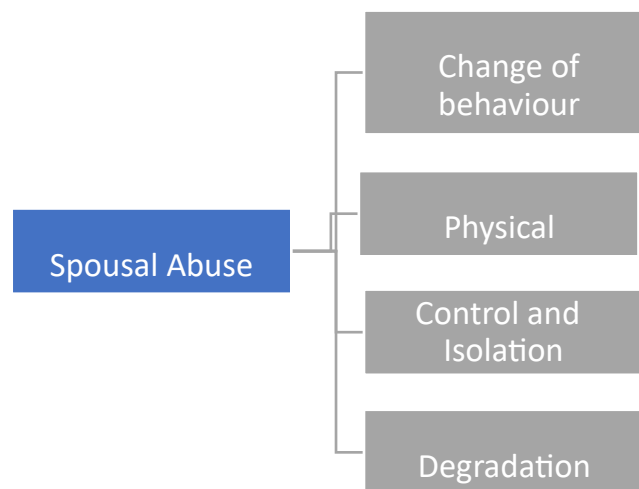 Change of
behaviour
Physical
Spousal Abuse
Control and
Isolation
Degradation